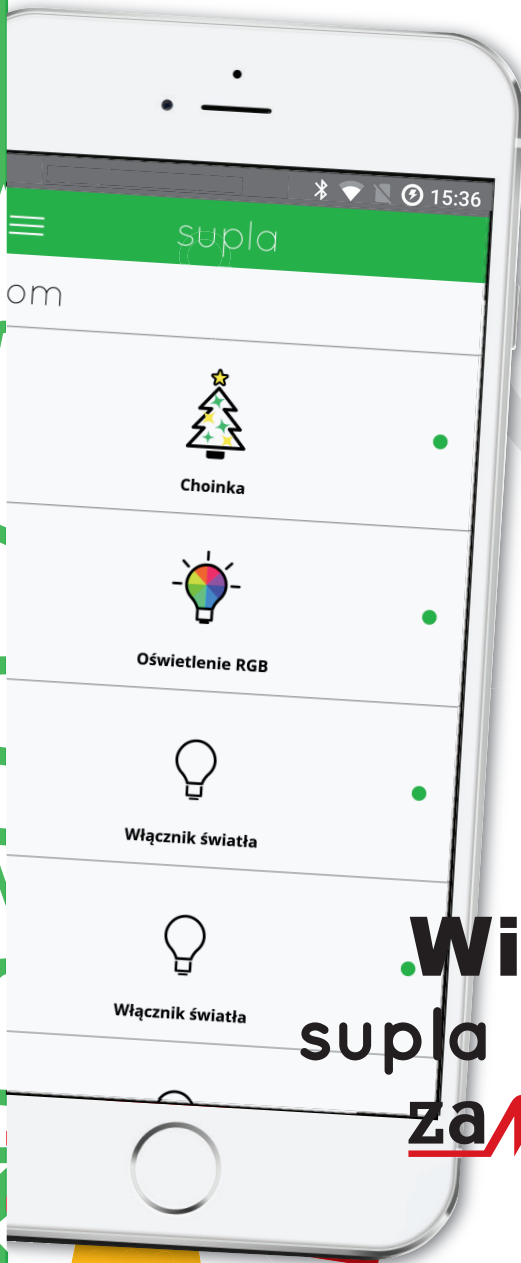 15:36
supla
om
Choinka
Oświetlenie RGB
Włącznik światła
Włącznik światła
Wi
supla
za